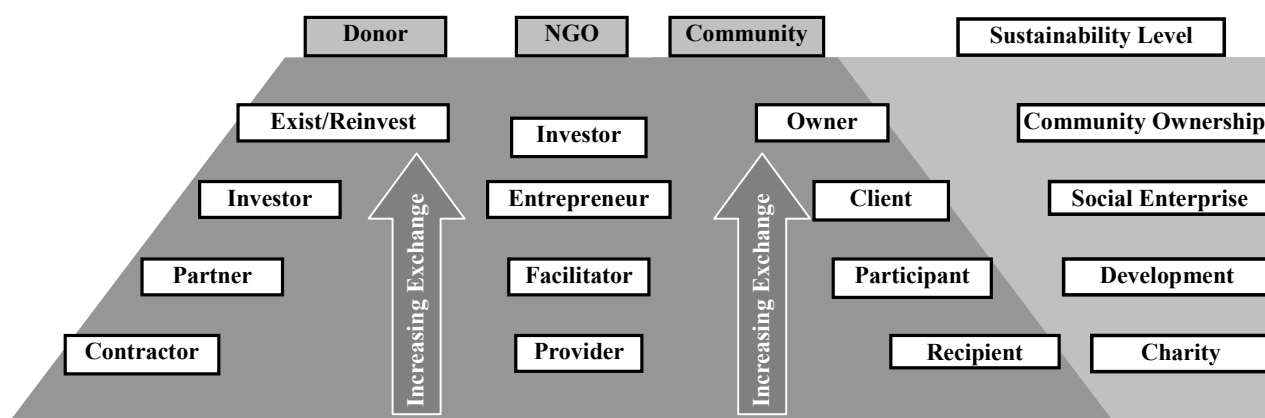 Donor
NGO
Community
Sustainability Level
Exist/Reinvest
Investor
Owner
Community Ownership
Investor
Entrepreneur
Client
Social Enterprise
Partner
Facilitator
Participant
Development
Contractor
Provider
Recipient
Charity
Increasing Exchange
Increasing Exchange